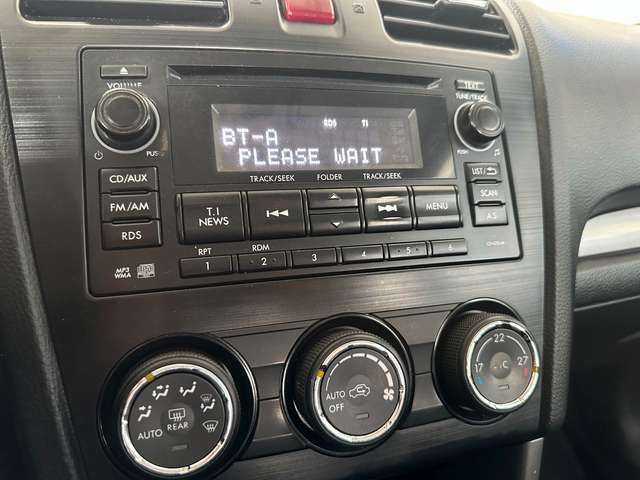 VOLUME
TEXT
TUNE/TRACK
PUSH
PUSH
RDS TI
BT-A
PLEASE WAIT
TRACK/SEEK FOLDER TRACK/SEEK
CD/AUX
FM/AM
RDS
T.I
NEWS
MENU
LIST/
SCAN
A.S
RPT RDM
1 2 3 4 5 6
MP3
WMA
AUTO REAR
AUTO
OFF
22
17 °C 27